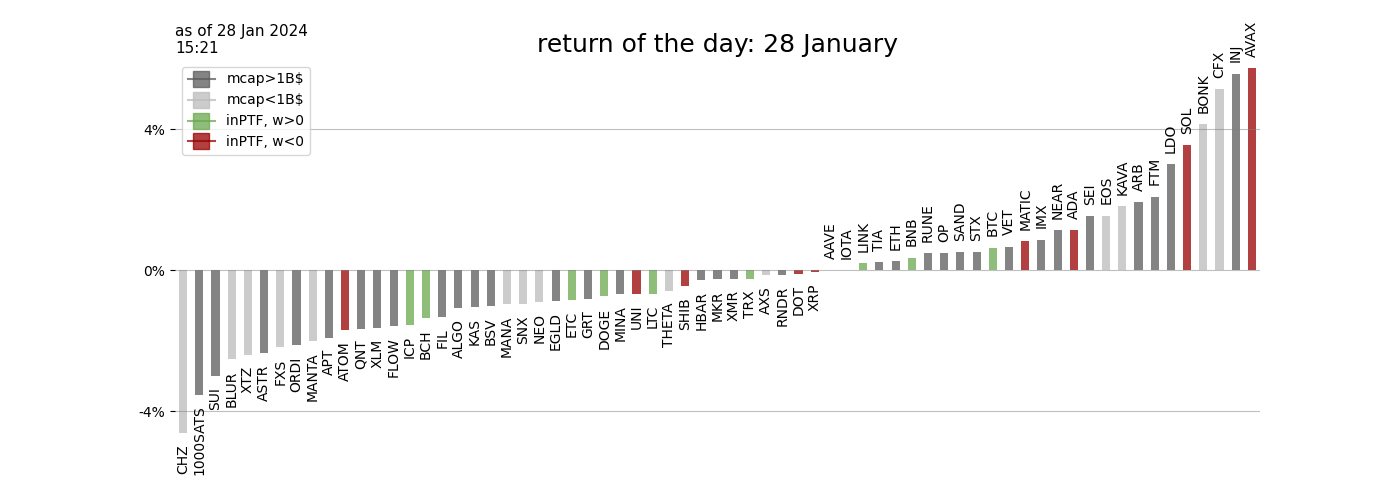 as of 28 Jan 2024
15:21
return of the day: 28 January
mcap>1B$
mcap<1B$
inPTF, w>0
inPTF, w<0
4%
0%
-4%
CHZ
1000SATS
SUI
BLUR
XTZ
ASTR
FXS
ORDI
MANTA
APT
ATOM
QNT
XLM
FLOW
ICP
BCH
FIL
ALGO
KAS
BSV
MANA
SNX
NEO
EGLD
ETC
GRT
DOGE
MINA
UNI
LTC
THETA
SHIB
HBAR
MKR
XMR
TRX
AXS
RNDR
DOT
XRP
AAVE
IOTA
LINK
TIA
ETH
BNB
RUNE
OP
SAND
STX
BTC
VET
MATIC
IMX
NEAR
ADA
SEI
EOS
KAVA
ARB
FTM
LDO
SOL
BONK
CFX
INJ
AVAX